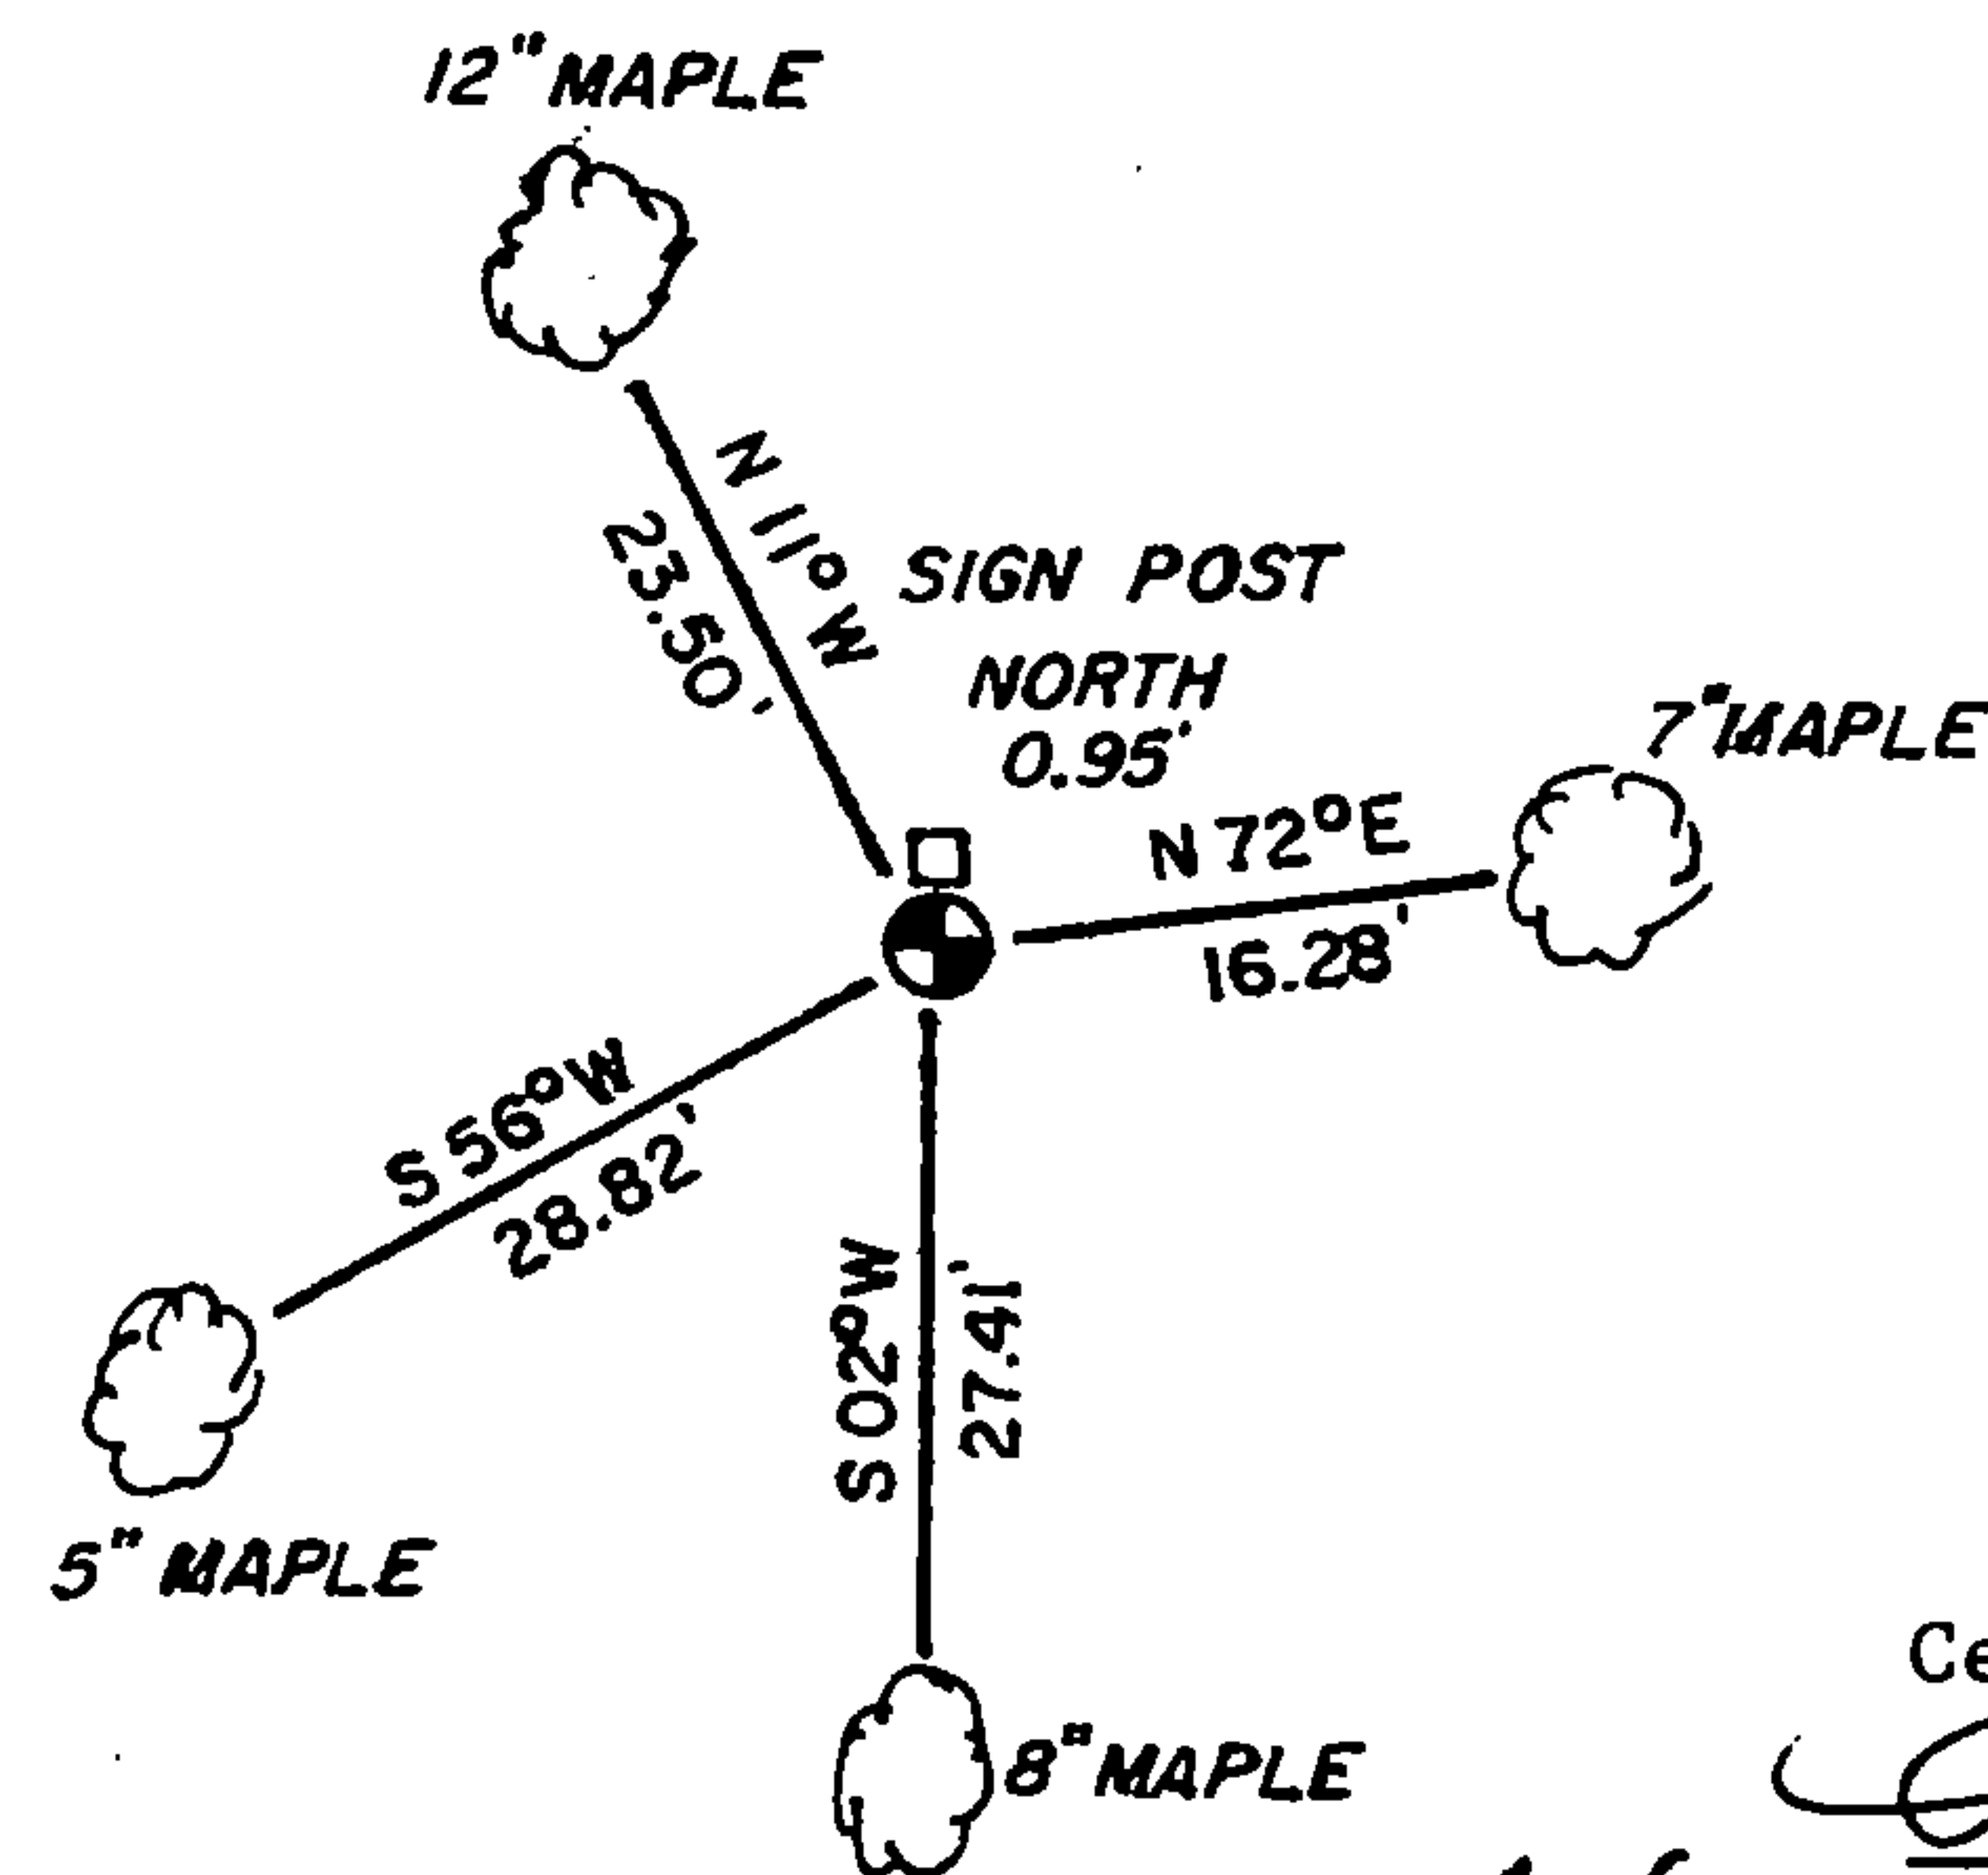 12" MAPLE
N 11° W
23.50'
SIGN POST
NORTH
0.95'
7" MAPLE
N 72° E
16.28'
S 56° W
28.82'
S 02° W
27.41'
5" MAPLE
8" MAPLE
Ce